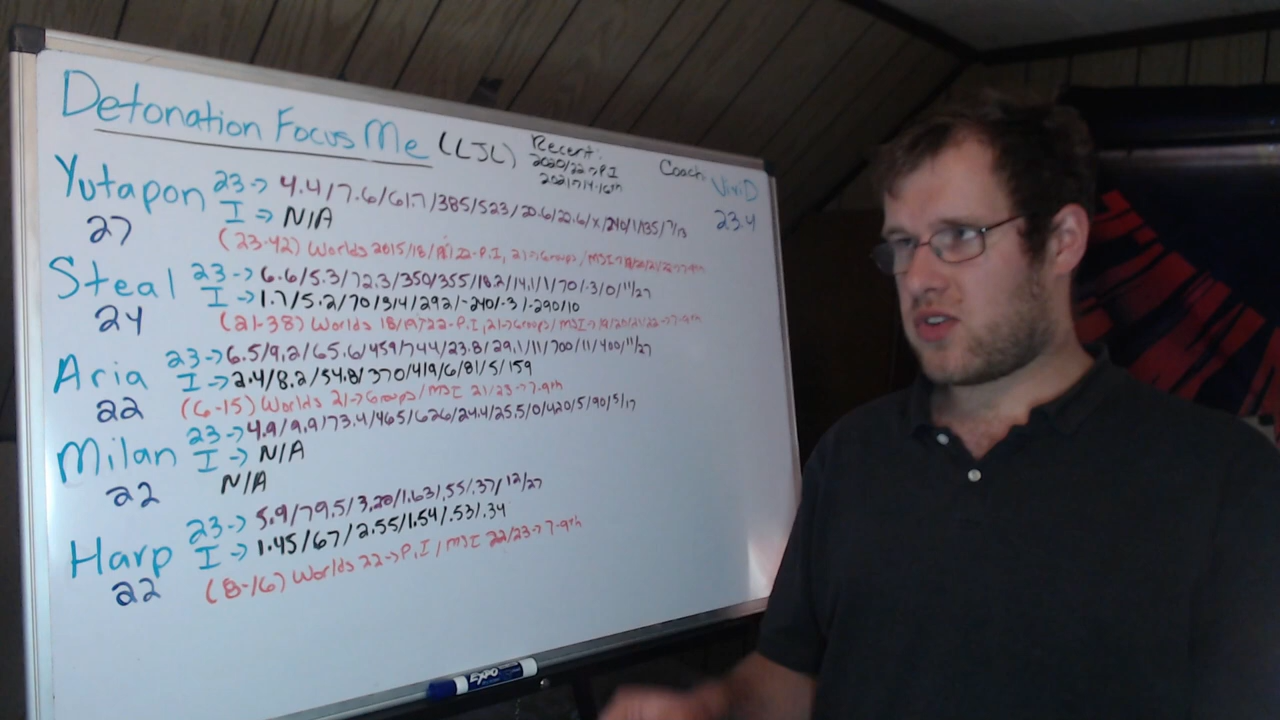 Detonation Focus Me (LJL)
Recent:
2020/22->P.I
2021->14-16th
Coach: ViviD
23.4
Yutapon 23-> 4.4/7.6/61.7/385/523/20.6/22.6/x/240/1/135/7/13
I -> N/A
27
(23-42) Worlds 2015/18/19/22-P.I, 21->Groups/MSI->
Steal 23-> 6.6/5.3/72.3/350/355/18.2/14.1/1/70/-3/0/11/27
I -> 1.7/5.2/70/314/292/-240/-3/-290/10
24
(21-38) Worlds 18/19/22-P.I, 21->Groups/MSI->19/20/21/22->7-9th
Aria 23-> 6.5/9.2/65.6/459/744/23.8/29.1/11/700/11/400/11/27
I -> 2.4/8.2/54.8/370/419/6/81/5/159
22
(6-15) Worlds 21->Groups/MSI 21/23->7-9th
Milan 23-> 4.9/9.9/73.4/465/626/24.4/25.5/0/420/5/90/5/17
I -> N/A
22
N/A
Harp 23-> 5.9/79.5/3.28/1.63/.55/.37/12/27
I -> 1.45/67/2.55/1.54/.53/.34
22
(8-16) Worlds 22->P.I/MSI 22/23->7-9th
EXPO